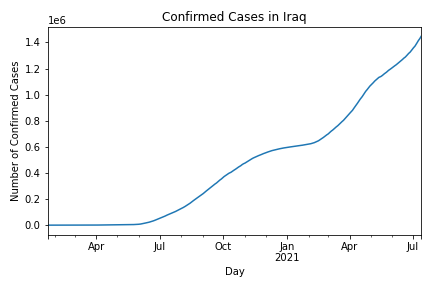 Confirmed Cases in Iraq
1e6
1.4
1.2
1.0
0.8
0.6
0.4
0.2
0.0
Number of Confirmed Cases
Apr Jul Oct Jan Apr Jul
2021
Day